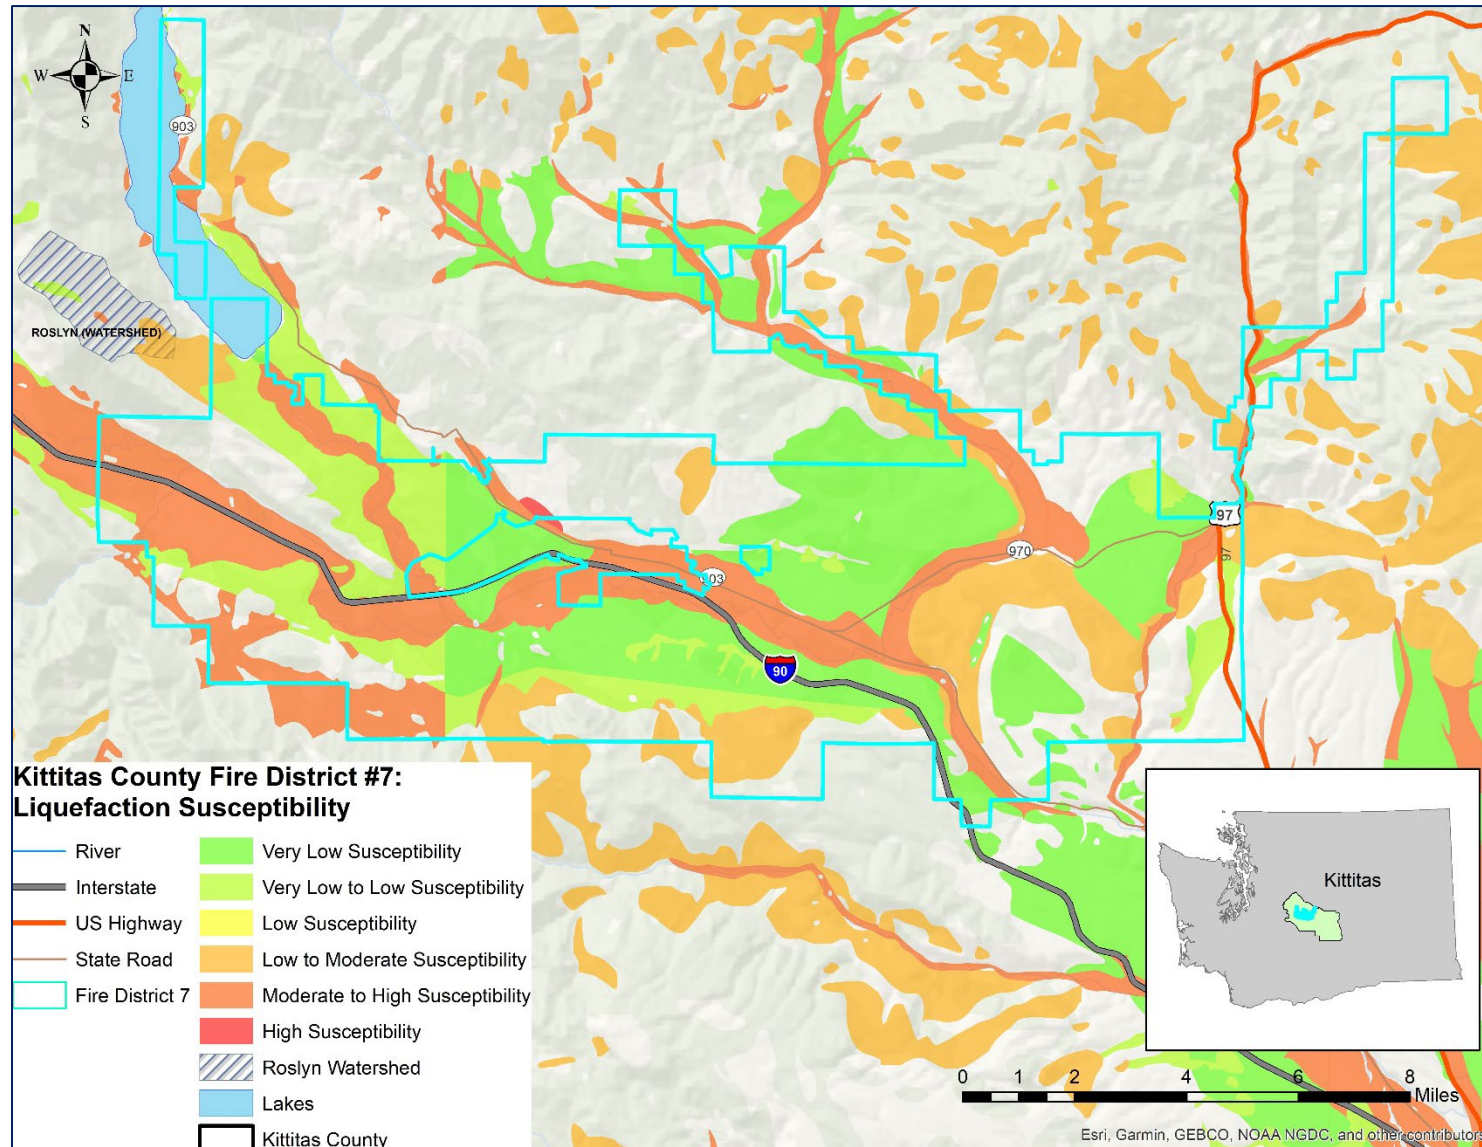 N
W E
S
903
ROSLYN (WATERSHED)
97
97
970
903
90
Kittitas County Fire District #7:
Liquefaction Susceptibility
River
Interstate
US Highway
State Road
Fire District 7
Very Low Susceptibility
Very Low to Low Susceptibility
Low Susceptibility
Low to Moderate Susceptibility
Moderate to High Susceptibility
High Susceptibility
Roslyn Watershed
Lakes
Kittitas County
Kittitas
0 1 2 4 6 8
Miles
Esri, Garmin, GEBCO, NOAA NGDC, and other contributors